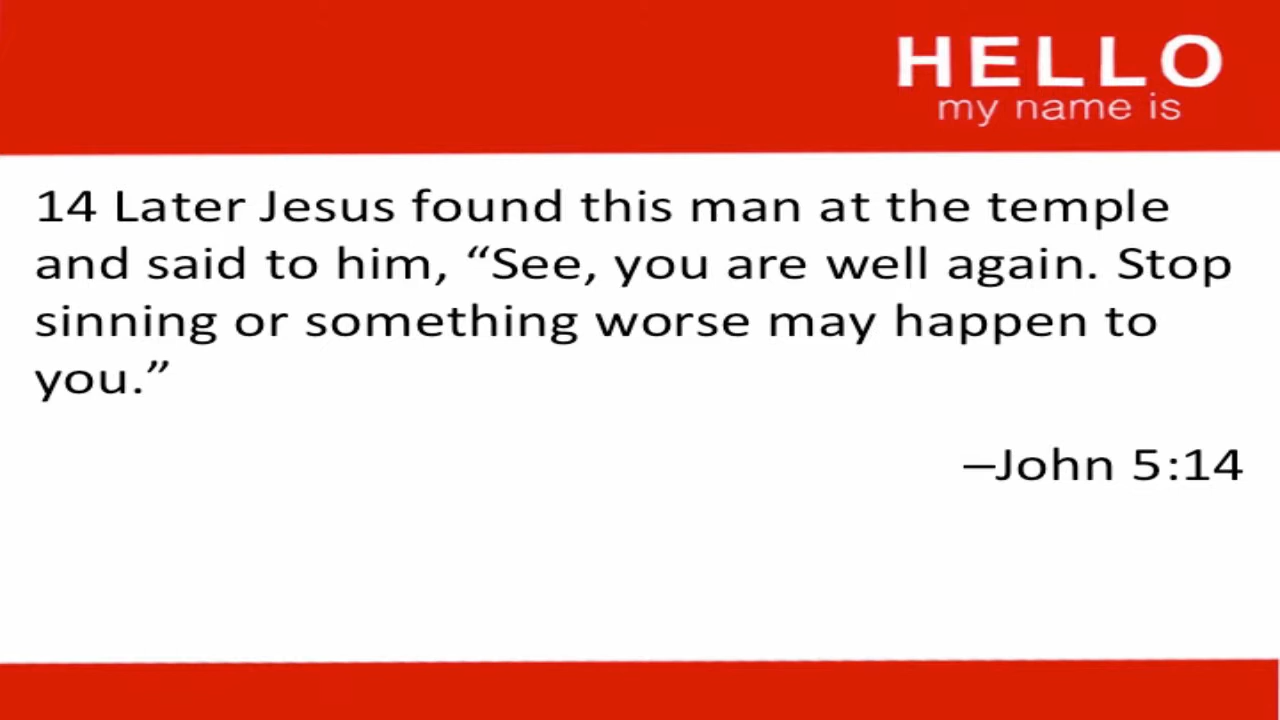 HELLO
my name is
14 Later Jesus found this man at the temple
and said to him, “See, you are well again. Stop
sinning or something worse may happen to
you.”
–John 5:14